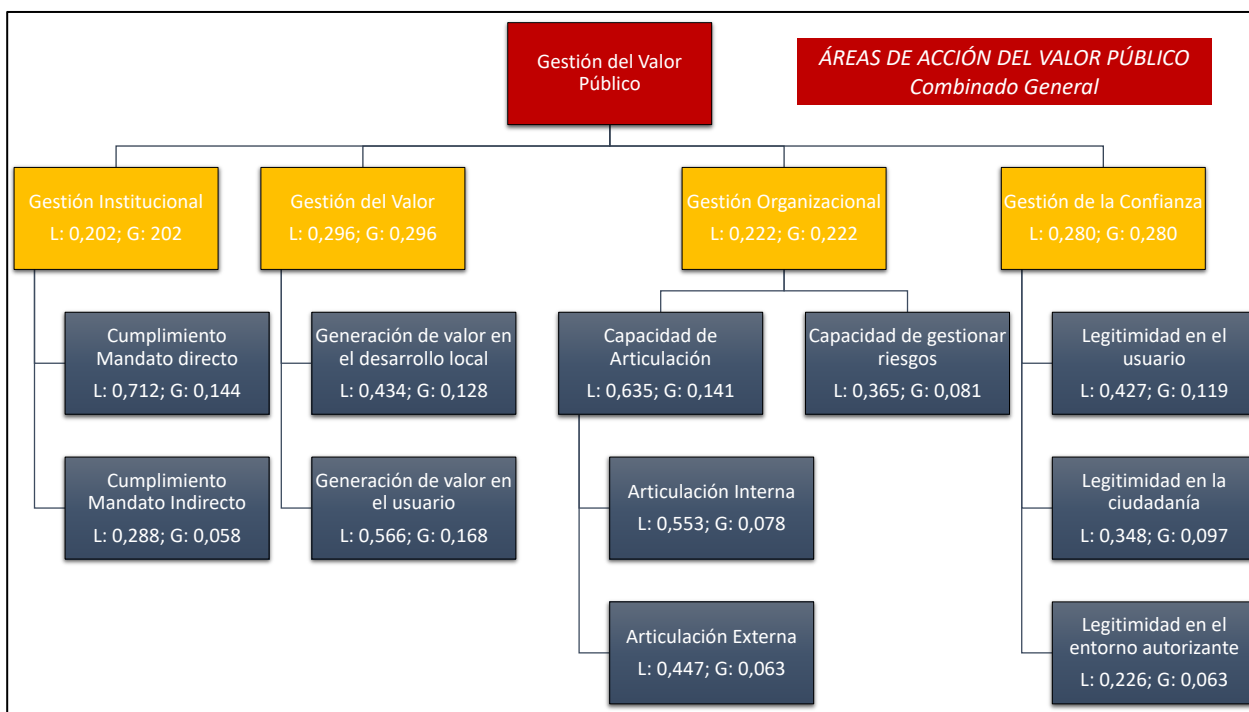 Gestión del Valor
Público
ÁREAS DE ACCIÓN DEL VALOR PÚBLICO
Combinado General
Gestión Institucional
L: 0,202; G: 202
Gestión del Valor
L: 0,296; G: 0,296
Gestión Organizacional
L: 0,222; G: 0,222
Gestión de la Confianza
L: 0,280; G: 0,280
Cumplimiento
Mandato directo
L: 0,712; G: 0,144
Generación de valor en
el desarrollo local
L: 0,434; G: 0,128
Capacidad de
Articulación
L: 0,635; G: 0,141
Capacidad de gestionar
riesgos
L: 0,365; G: 0,081
Legitimidad en el
usuario
L: 0,427; G: 0,119
Cumplimiento
Mandato Indirecto
L: 0,288; G: 0,058
Generación de valor en
el usuario
L: 0,566; G: 0,168
Articulación Interna
L: 0,553; G: 0,078
Legitimidad en la
ciudadanía
L: 0,348; G: 0,097
Articulación Externa
L: 0,447; G: 0,063
Legitimidad en el
entorno autorizante
L: 0,226; G: 0,063